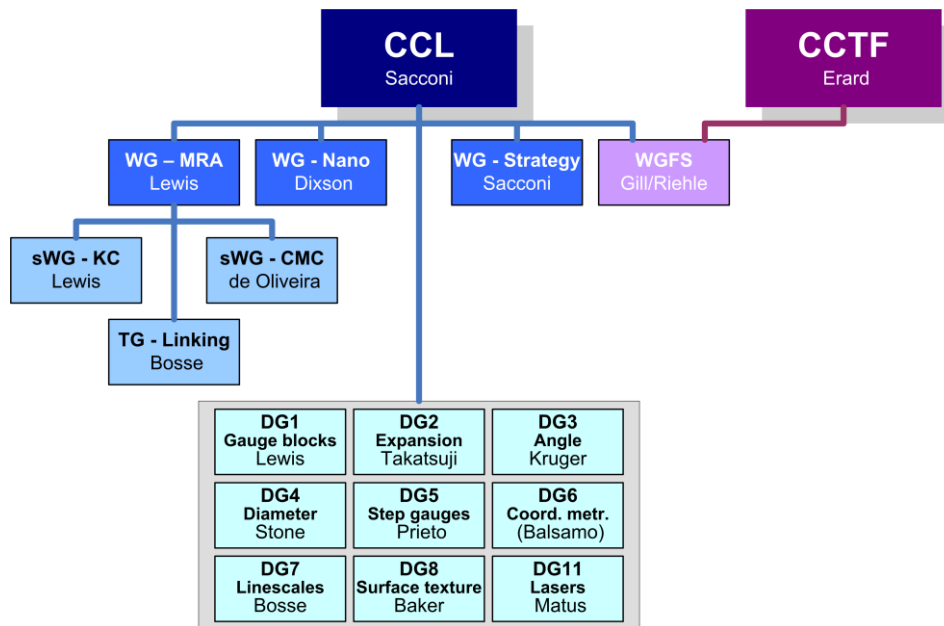 CCL
Sacconi
CCTF
Erard
WG – MRA
Lewis
WG - Nano
Dixson
WG - Strategy
Sacconi
WGFS
Gill/Riehle
sWG - KC
Lewis
sWG - CMC
de Oliveira
TG - Linking
Bosse
DG1
Gauge blocks
Lewis
DG2
Expansion
Takatsuji
DG3
Angle
Kruger
DG4
Diameter
Stone
DG5
Step gauges
Prieto
DG6
Coord. metr.
(Balsamo)
DG7
Linescales
Bosse
DG8
Surface texture
Baker
DG11
Lasers
Matus